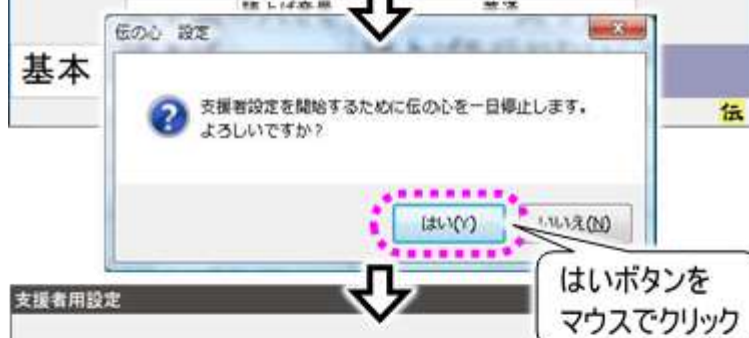 伝の心 設定
基本
支援者設定を開始するために伝の心を一旦停止します。
よろしいですか？
伝
はい(Y)
いいえ(N)
はいボタンを
マウスでクリック
支援者用設定